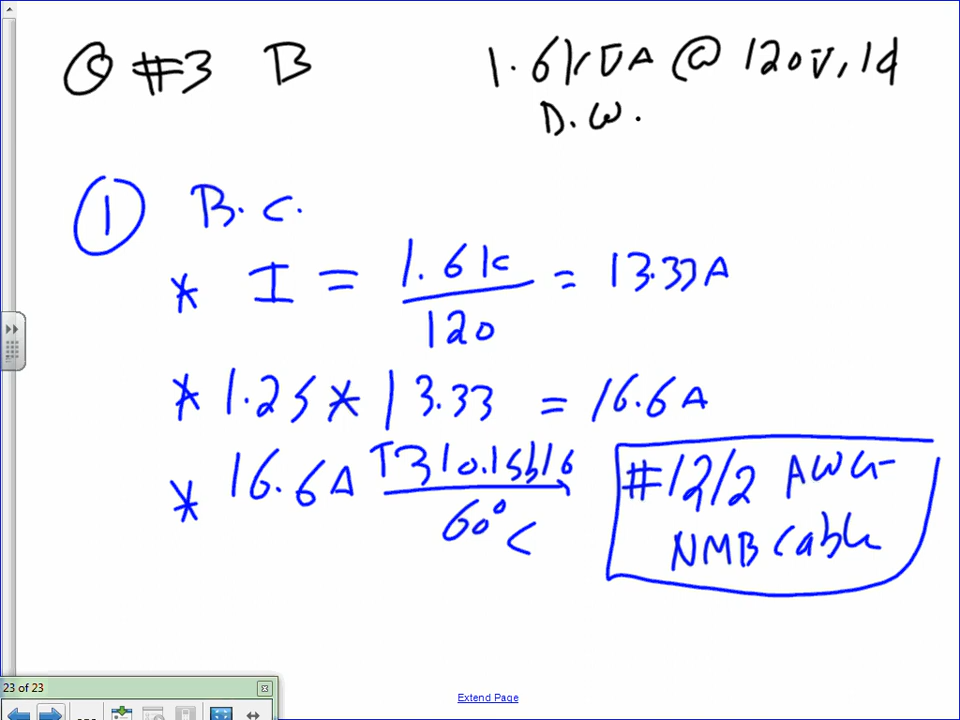 Q #3 B 1.6KVA @ 120V, 1ϕ
D.W.
1 B.C.
* I = 1.6K / 120 = 13.33A
* 1.25 * 13.33 = 16.6A
* 16.6A T310.15b16 / 60°C
#12/2 AWG
NMB Cable
23 of 23
Extend Page